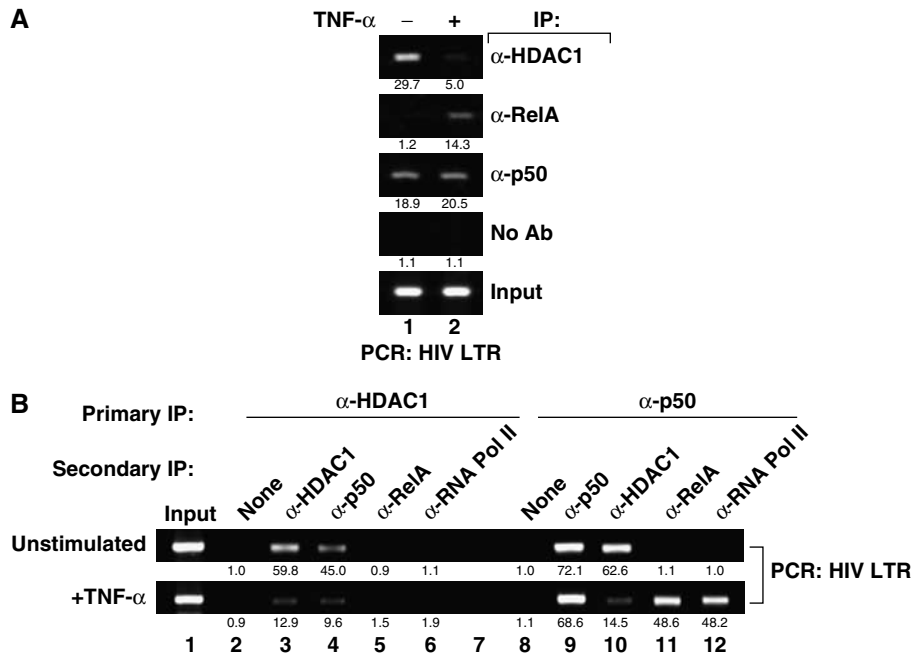 A
TNF-α – + IP:
α-HDAC1
29.7 5.0
α-RelA
1.2 14.3
α-p50
18.9 20.5
No Ab
1.1 1.1
Input
1 2
PCR: HIV LTR
B
Primary IP: α-HDAC1 α-p50
Secondary IP:
Input None α-HDAC1 α-p50 α-RelA α-RNA Pol II None α-p50 α-HDAC1 α-RelA α-RNA Pol II
Unstimulated
1.0 59.8 45.0 0.9 1.1 1.0 72.1 62.6 1.1 1.0
PCR: HIV LTR
+TNF-α
0.9 12.9 9.6 1.5 1.9 1.1 68.6 14.5 48.6 48.2
1 2 3 4 5 6 7 8 9 10 11 12